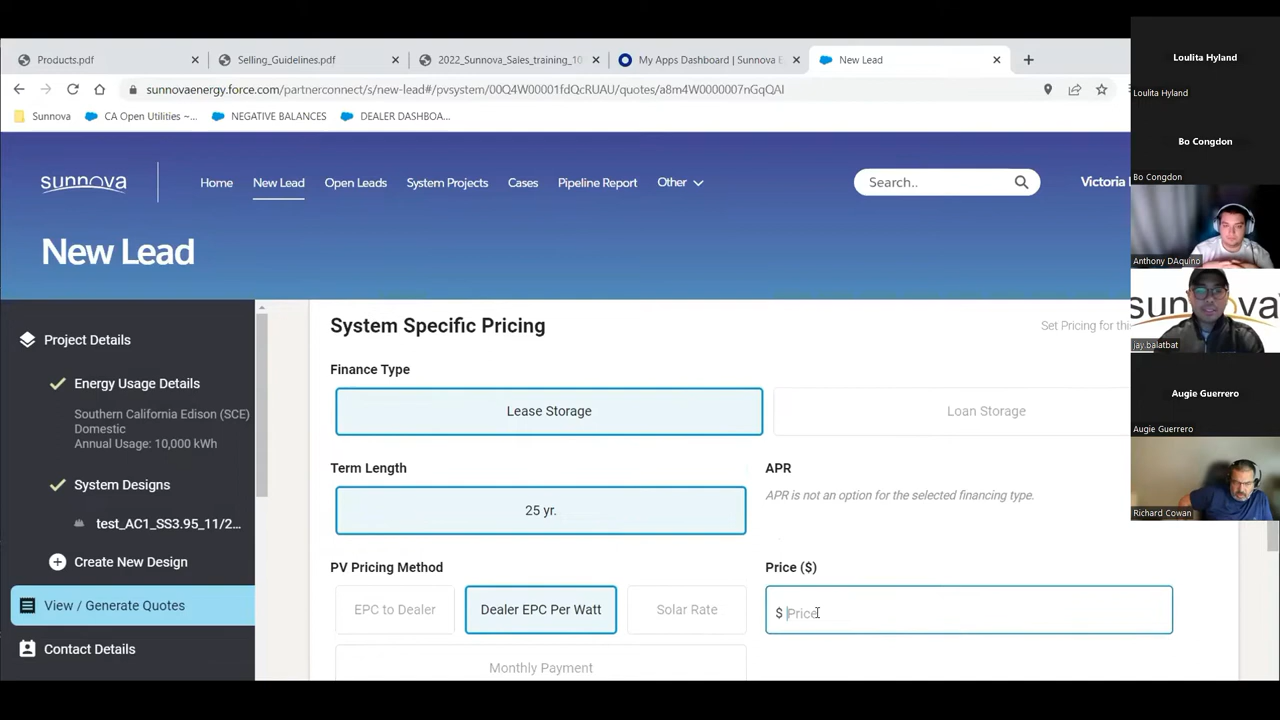 Products.pdf
Selling_Guidelines.pdf
2022_Sunnova_Sales_training_10
My Apps Dashboard | Sunnova E
New Lead
sunnovaenergy.force.com/partnerconnect/s/new-lead#/pvsystem/00Q4W00001fdQcRUAU/quotes/a8m4W0000007nGqQAI
Sunnova
CA Open Utilities ~...
NEGATIVE BALANCES
DEALER DASHBOA...
sunnova
Home
New Lead
Open Leads
System Projects
Cases
Pipeline Report
Other
Search..
Victoria
New Lead
Project Details
Energy Usage Details
Southern California Edison (SCE)
Domestic
Annual Usage: 10,000 kWh
System Designs
test_AC1_SS3.95_11/2...
Create New Design
View / Generate Quotes
Contact Details
System Specific Pricing
Set Pricing for this
Finance Type
Lease Storage
Loan Storage
Term Length
25 yr.
APR
APR is not an option for the selected financing type.
PV Pricing Method
EPC to Dealer
Dealer EPC Per Watt
Solar Rate
Monthly Payment
Price ($)
$ Price
Loulita Hyland
Loulita Hyland
Bo Congdon
Bo Congdon
Anthony DAquino
sunnova
jay.balatbat
Augie Guerrero
Augie Guerrero
Richard Cowan